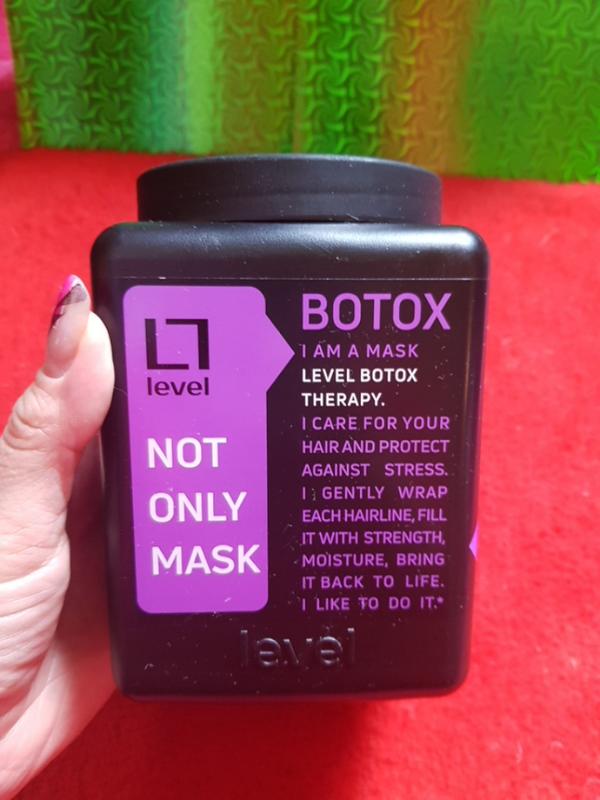 level
NOT
ONLY
MASK
BOTOX
I AM A MASK
LEVEL BOTOX
THERAPY.
I CARE FOR YOUR
HAIR AND PROTECT
AGAINST STRESS.
I GENTLY WRAP
EACH HAIRLINE, FILL
IT WITH STRENGTH,
MOISTURE, BRING
IT BACK TO LIFE.
I LIKE TO DO IT.*
level